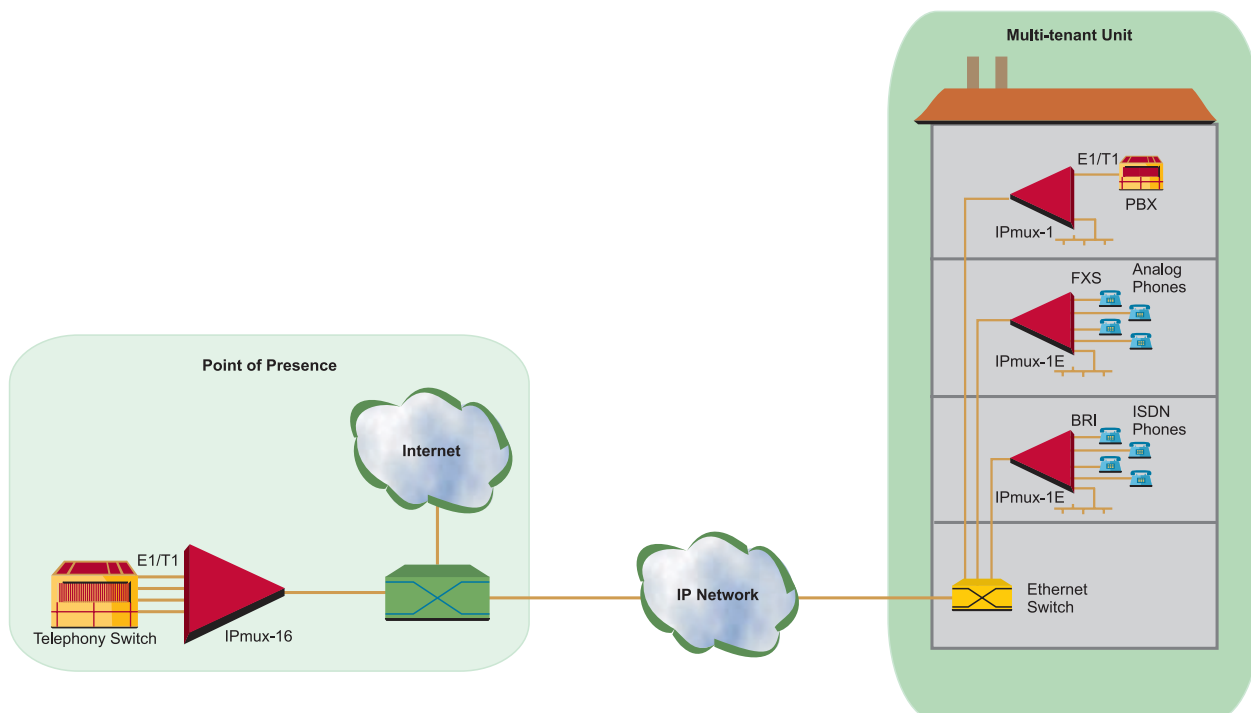 Multi-tenant Unit
E1/T1
PBX
IPmux-1
FXS
Analog
Phones
IPmux-1E
BRI
ISDN
Phones
IPmux-1E
Ethernet
Switch
Point of Presence
Internet
E1/T1
Telephony Switch
IPmux-16
IP Network